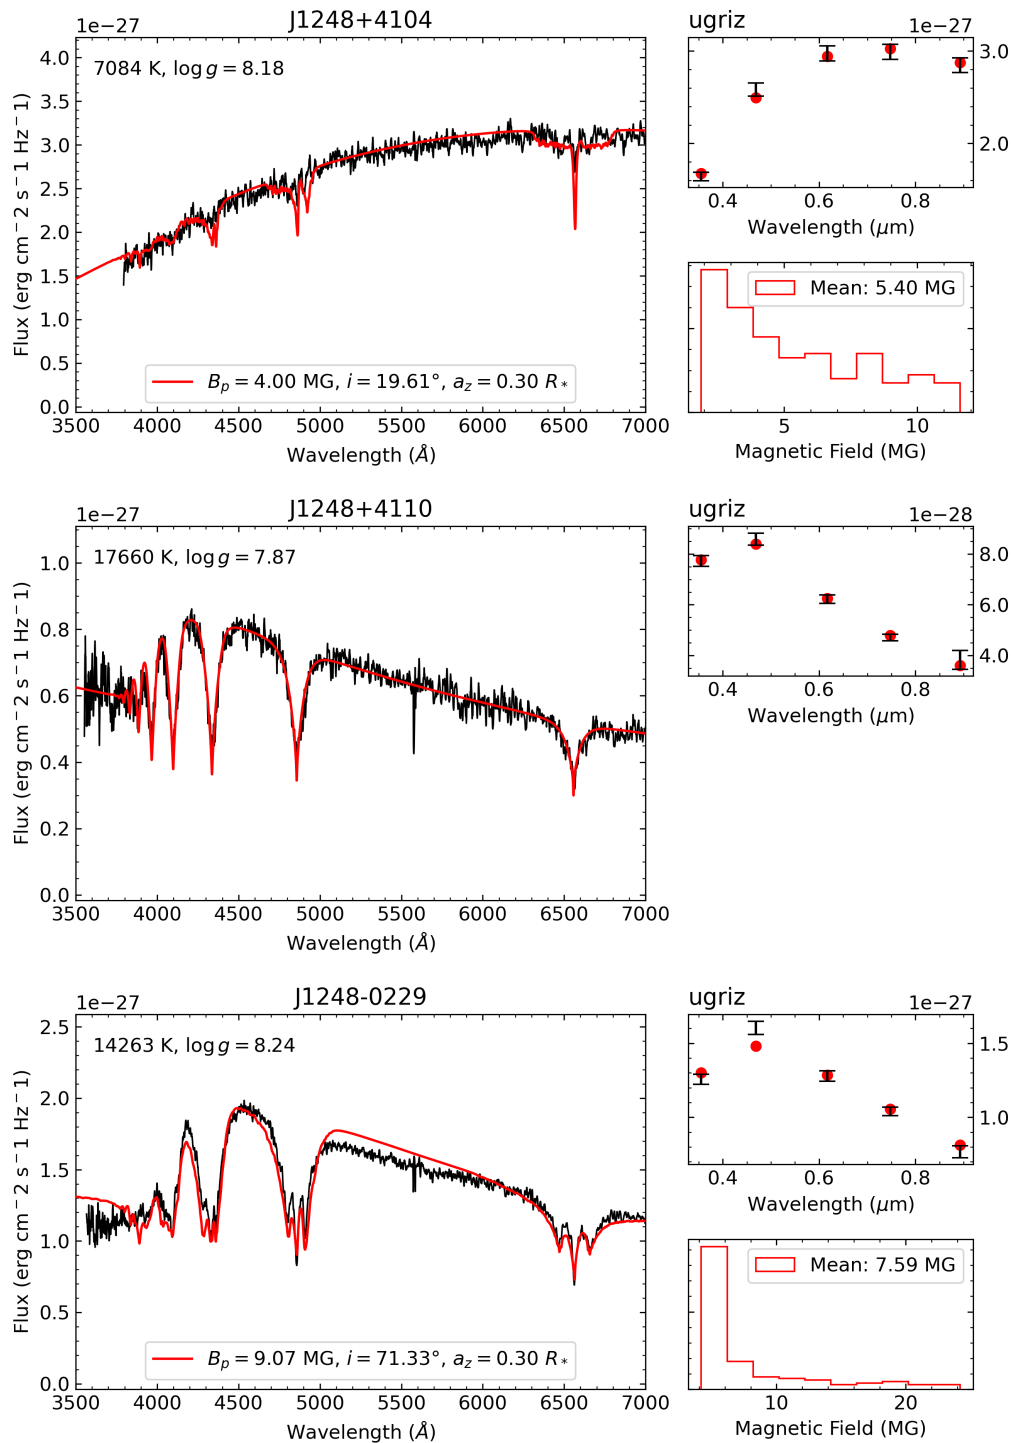 J1248+4104
1e−27
7084 K, log g = 8.18
Flux (erg cm−2 s−1 Hz−1)
4.0
3.5
3.0
2.5
2.0
1.5
1.0
0.5
0.0
B_p = 4.00 MG, i = 19.61°, a_z = 0.30 R_*
3500 4000 4500 5000 5500 6000 6500 7000
Wavelength (Å)
ugriz
1e−27
3.0
2.0
0.4 0.6 0.8
Wavelength (μm)
Mean: 5.40 MG
5 10
Magnetic Field (MG)
J1248+4110
1e−27
17660 K, log g = 7.87
Flux (erg cm−2 s−1 Hz−1)
1.0
0.8
0.6
0.4
0.2
0.0
3500 4000 4500 5000 5500 6000 6500 7000
Wavelength (Å)
ugriz
1e−28
8.0
6.0
4.0
0.4 0.6 0.8
Wavelength (μm)
J1248-0229
1e−27
14263 K, log g = 8.24
Flux (erg cm−2 s−1 Hz−1)
2.5
2.0
1.5
1.0
0.5
0.0
B_p = 9.07 MG, i = 71.33°, a_z = 0.30 R_*
3500 4000 4500 5000 5500 6000 6500 7000
Wavelength (Å)
ugriz
1e−27
1.5
1.0
0.4 0.6 0.8
Wavelength (μm)
Mean: 7.59 MG
10 20
Magnetic Field (MG)